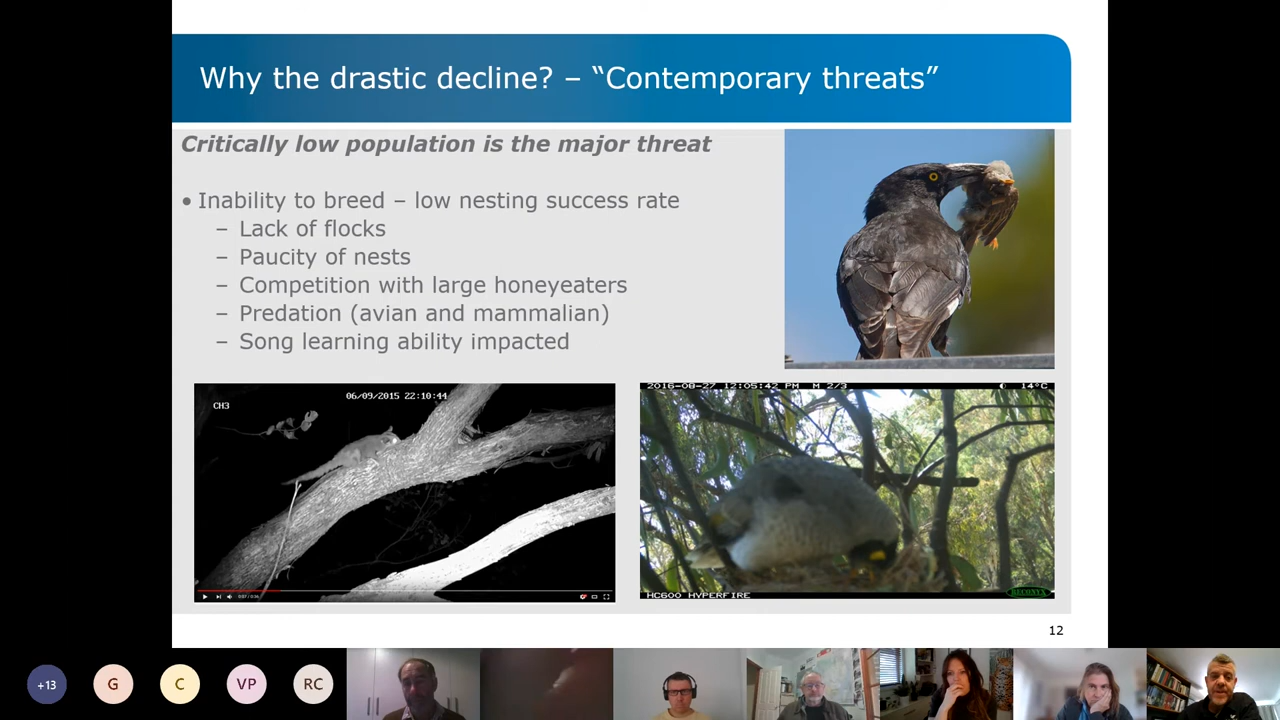 Why the drastic decline? – “Contemporary threats”
Critically low population is the major threat
• Inability to breed – low nesting success rate
– Lack of flocks
– Paucity of nests
– Competition with large honeyeaters
– Predation (avian and mammalian)
– Song learning ability impacted
06/09/2015 22:10:44
CH3
2016-08-27 12:05:42 PM M 2/3 14°C
HC600 HYPERFIRE
RECONYX
12
+13
G
C
VP
RC